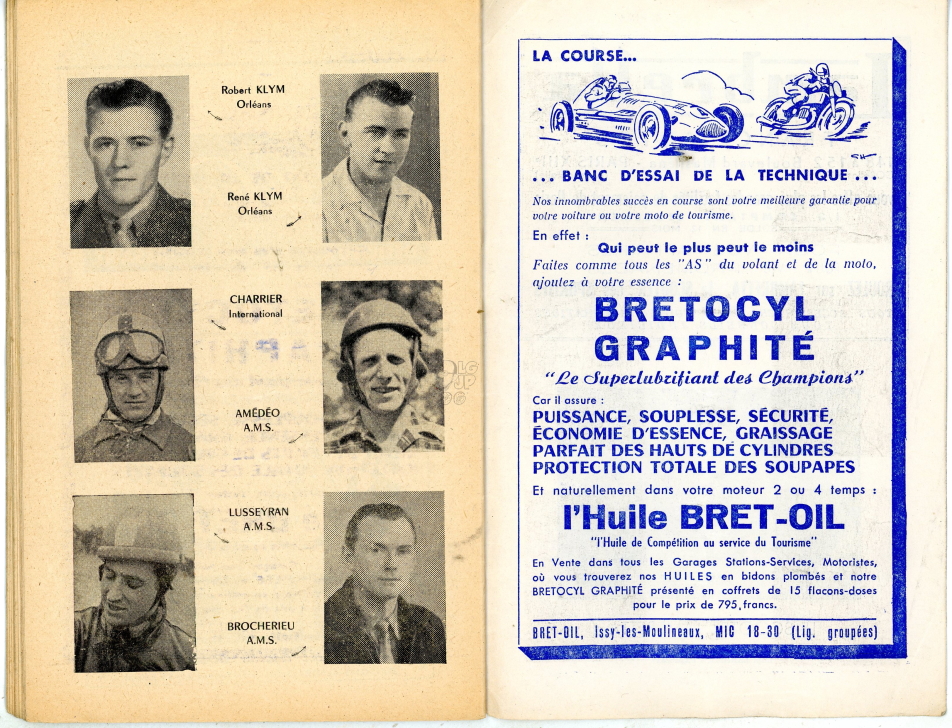 Robert KLYM
Orléans
René KLYM
Orléans
CHARRIER
International
AMÉDÉO
A.M.S.
LUSSEYRAN
A.M.S.
BROCHERIEU
A.M.S.
LA COURSE...
... BANC D'ESSAI DE LA TECHNIQUE ...
Nos innombrables succès en course sont votre meilleure garantie pour
votre voiture ou votre moto de tourisme.
En effet :
Qui peut le plus peut le moins
Faites comme tous les "AS" du volant et de la moto,
ajoutez à votre essence :
BRETOCYL
GRAPHITÉ
"Le Superlubrifiant des Champions"
Car il assure :
PUISSANCE, SOUPLESSE, SÉCURITÉ,
ÉCONOMIE D'ESSENCE, GRAISSAGE
PARFAIT DES HAUTS DE CYLINDRES
PROTECTION TOTALE DES SOUPAPES
Et naturellement dans votre moteur 2 ou 4 temps :
l'Huile BRET-OIL
"l'Huile de Compétition au service du Tourisme"
En Vente dans tous les Garages Stations-Services, Motoristes,
où vous trouverez nos HUILES en bidons plombés et notre
BRETOCYL GRAPHITÉ présenté en coffrets de 15 flacons-doses
pour le prix de 795 francs.
BRET-OIL, Issy-les-Moulineaux, MIC 18-30 (Lig. groupées)